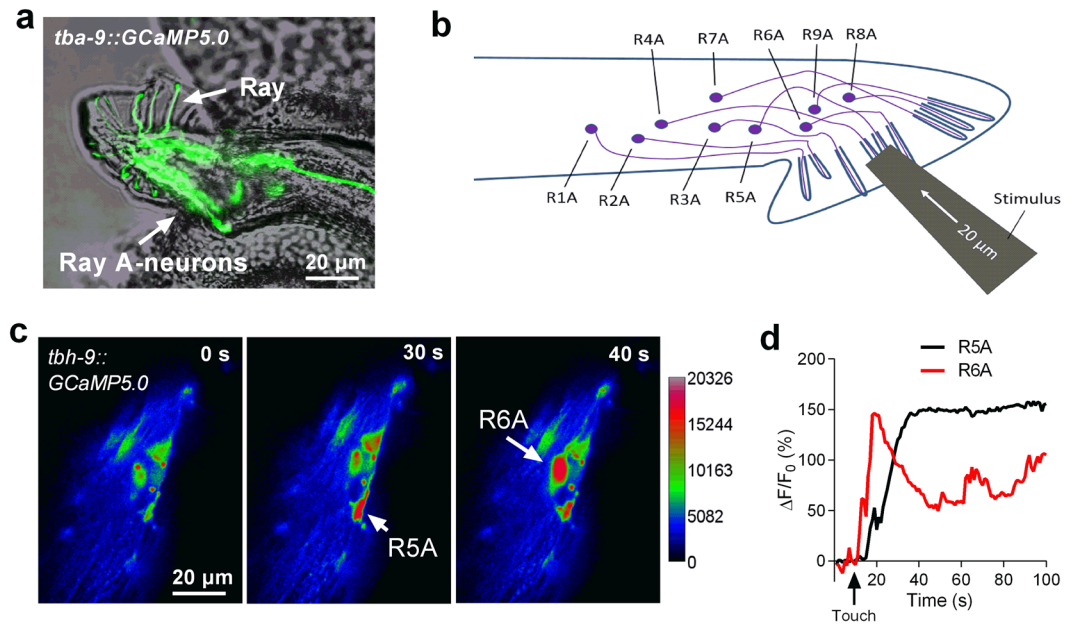 a
tba-9::GCaMP5.0
Ray
Ray A-neurons
20 µm
b
R4A
R7A
R6A
R9A
R8A
R1A
R2A
R3A
R5A
Stimulus
20 µm
c
tbh-9::
GCaMP5.0
0 s
20 µm
30 s
R5A
40 s
R6A
20326
15244
10163
5082
0
d
R5A
R6A
ΔF/F0 (%)
200
150
100
50
0
20 40 60 80 100
Time (s)
Touch